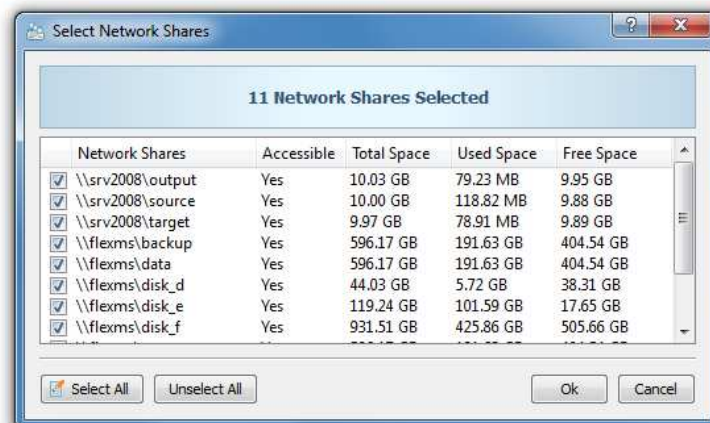 Select Network Shares
11 Network Shares Selected
Network Shares Accessible Total Space Used Space Free Space
\\srv2008\output Yes 10.03 GB 79.23 MB 9.95 GB
\\srv2008\source Yes 10.00 GB 118.82 MB 9.88 GB
\\srv2008\target Yes 9.97 GB 78.91 MB 9.89 GB
\\flexms\backup Yes 596.17 GB 191.63 GB 404.54 GB
\\flexms\data Yes 596.17 GB 191.63 GB 404.54 GB
\\flexms\disk_d Yes 44.03 GB 5.72 GB 38.31 GB
\\flexms\disk_e Yes 119.24 GB 101.59 GB 17.65 GB
\\flexms\disk_f Yes 931.51 GB 425.86 GB 505.66 GB
Select All Unselect All Ok Cancel